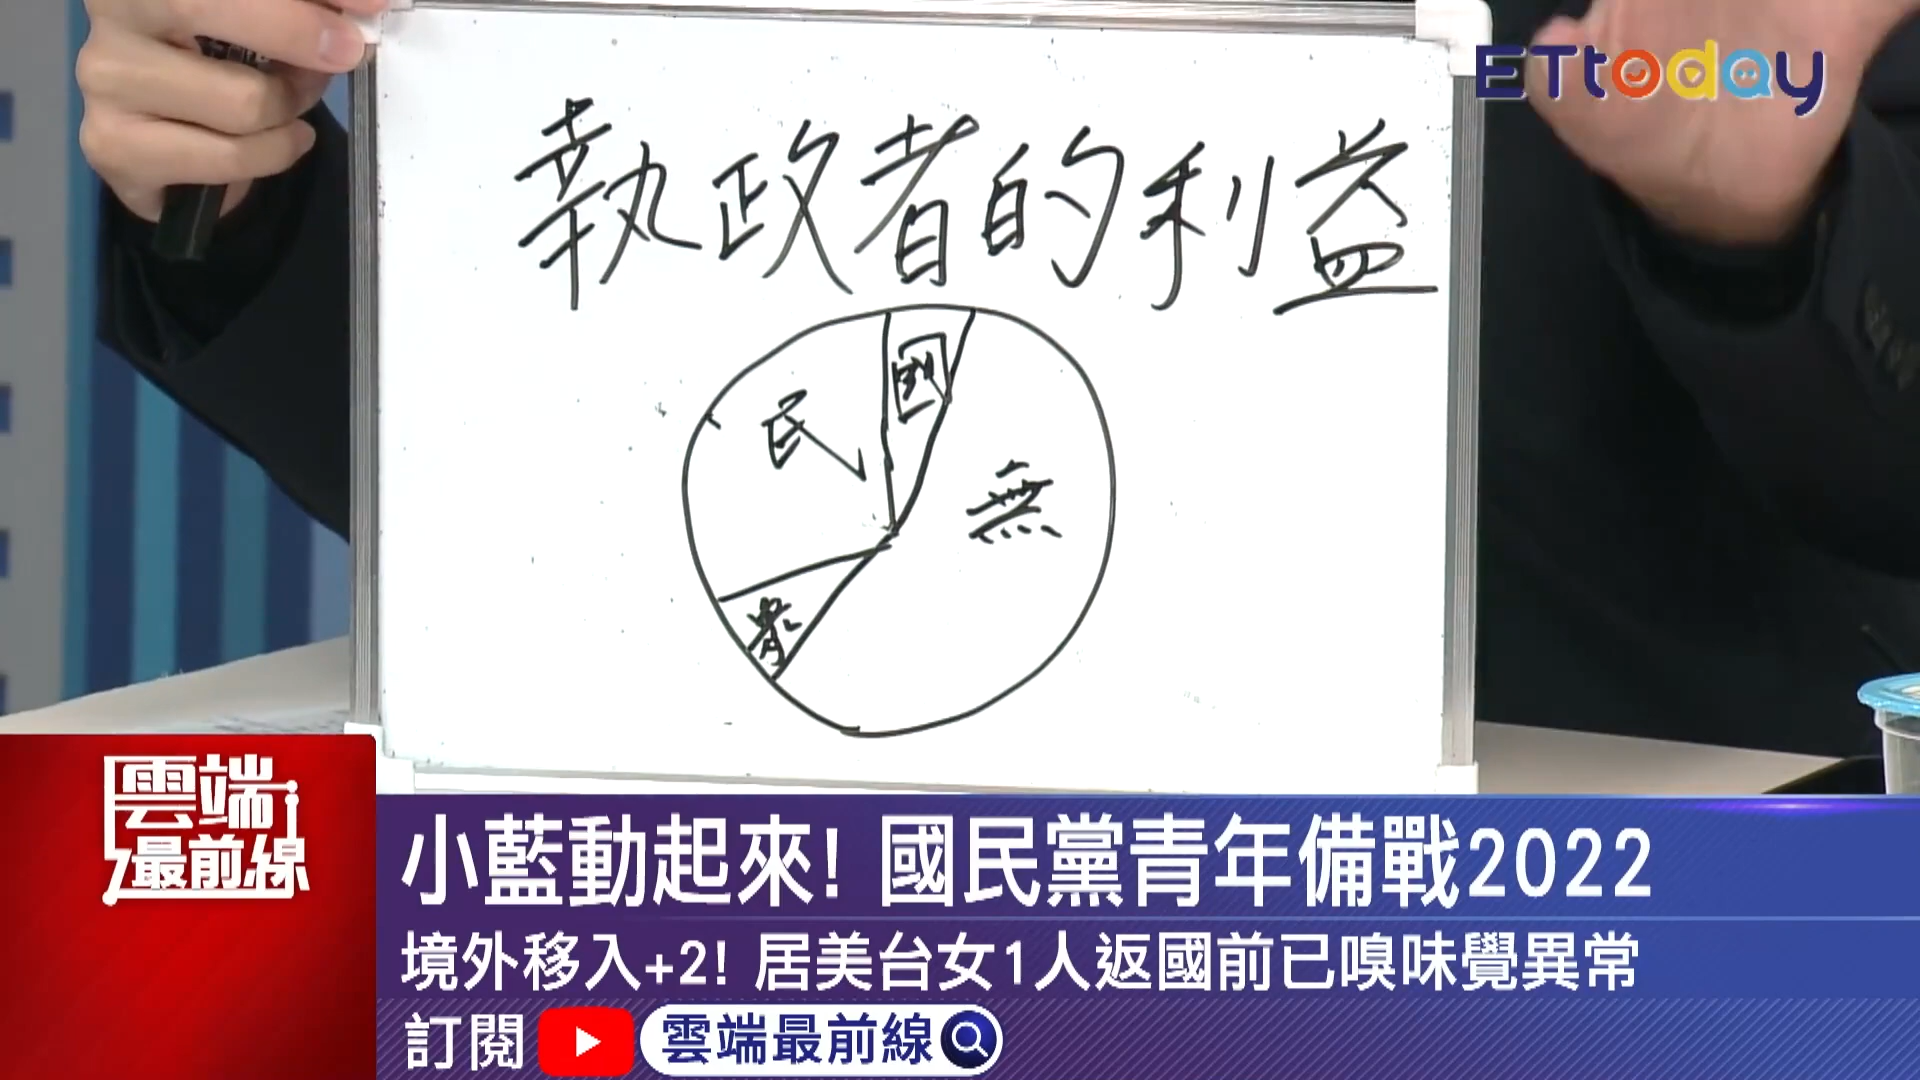 ETtoday
執政者的利益
國
民
無
眾
雲端
最前線
小藍動起來! 國民黨青年備戰2022
境外移入+2! 居美台女1人返國前已嗅味覺異常
訂閱 雲端最前線